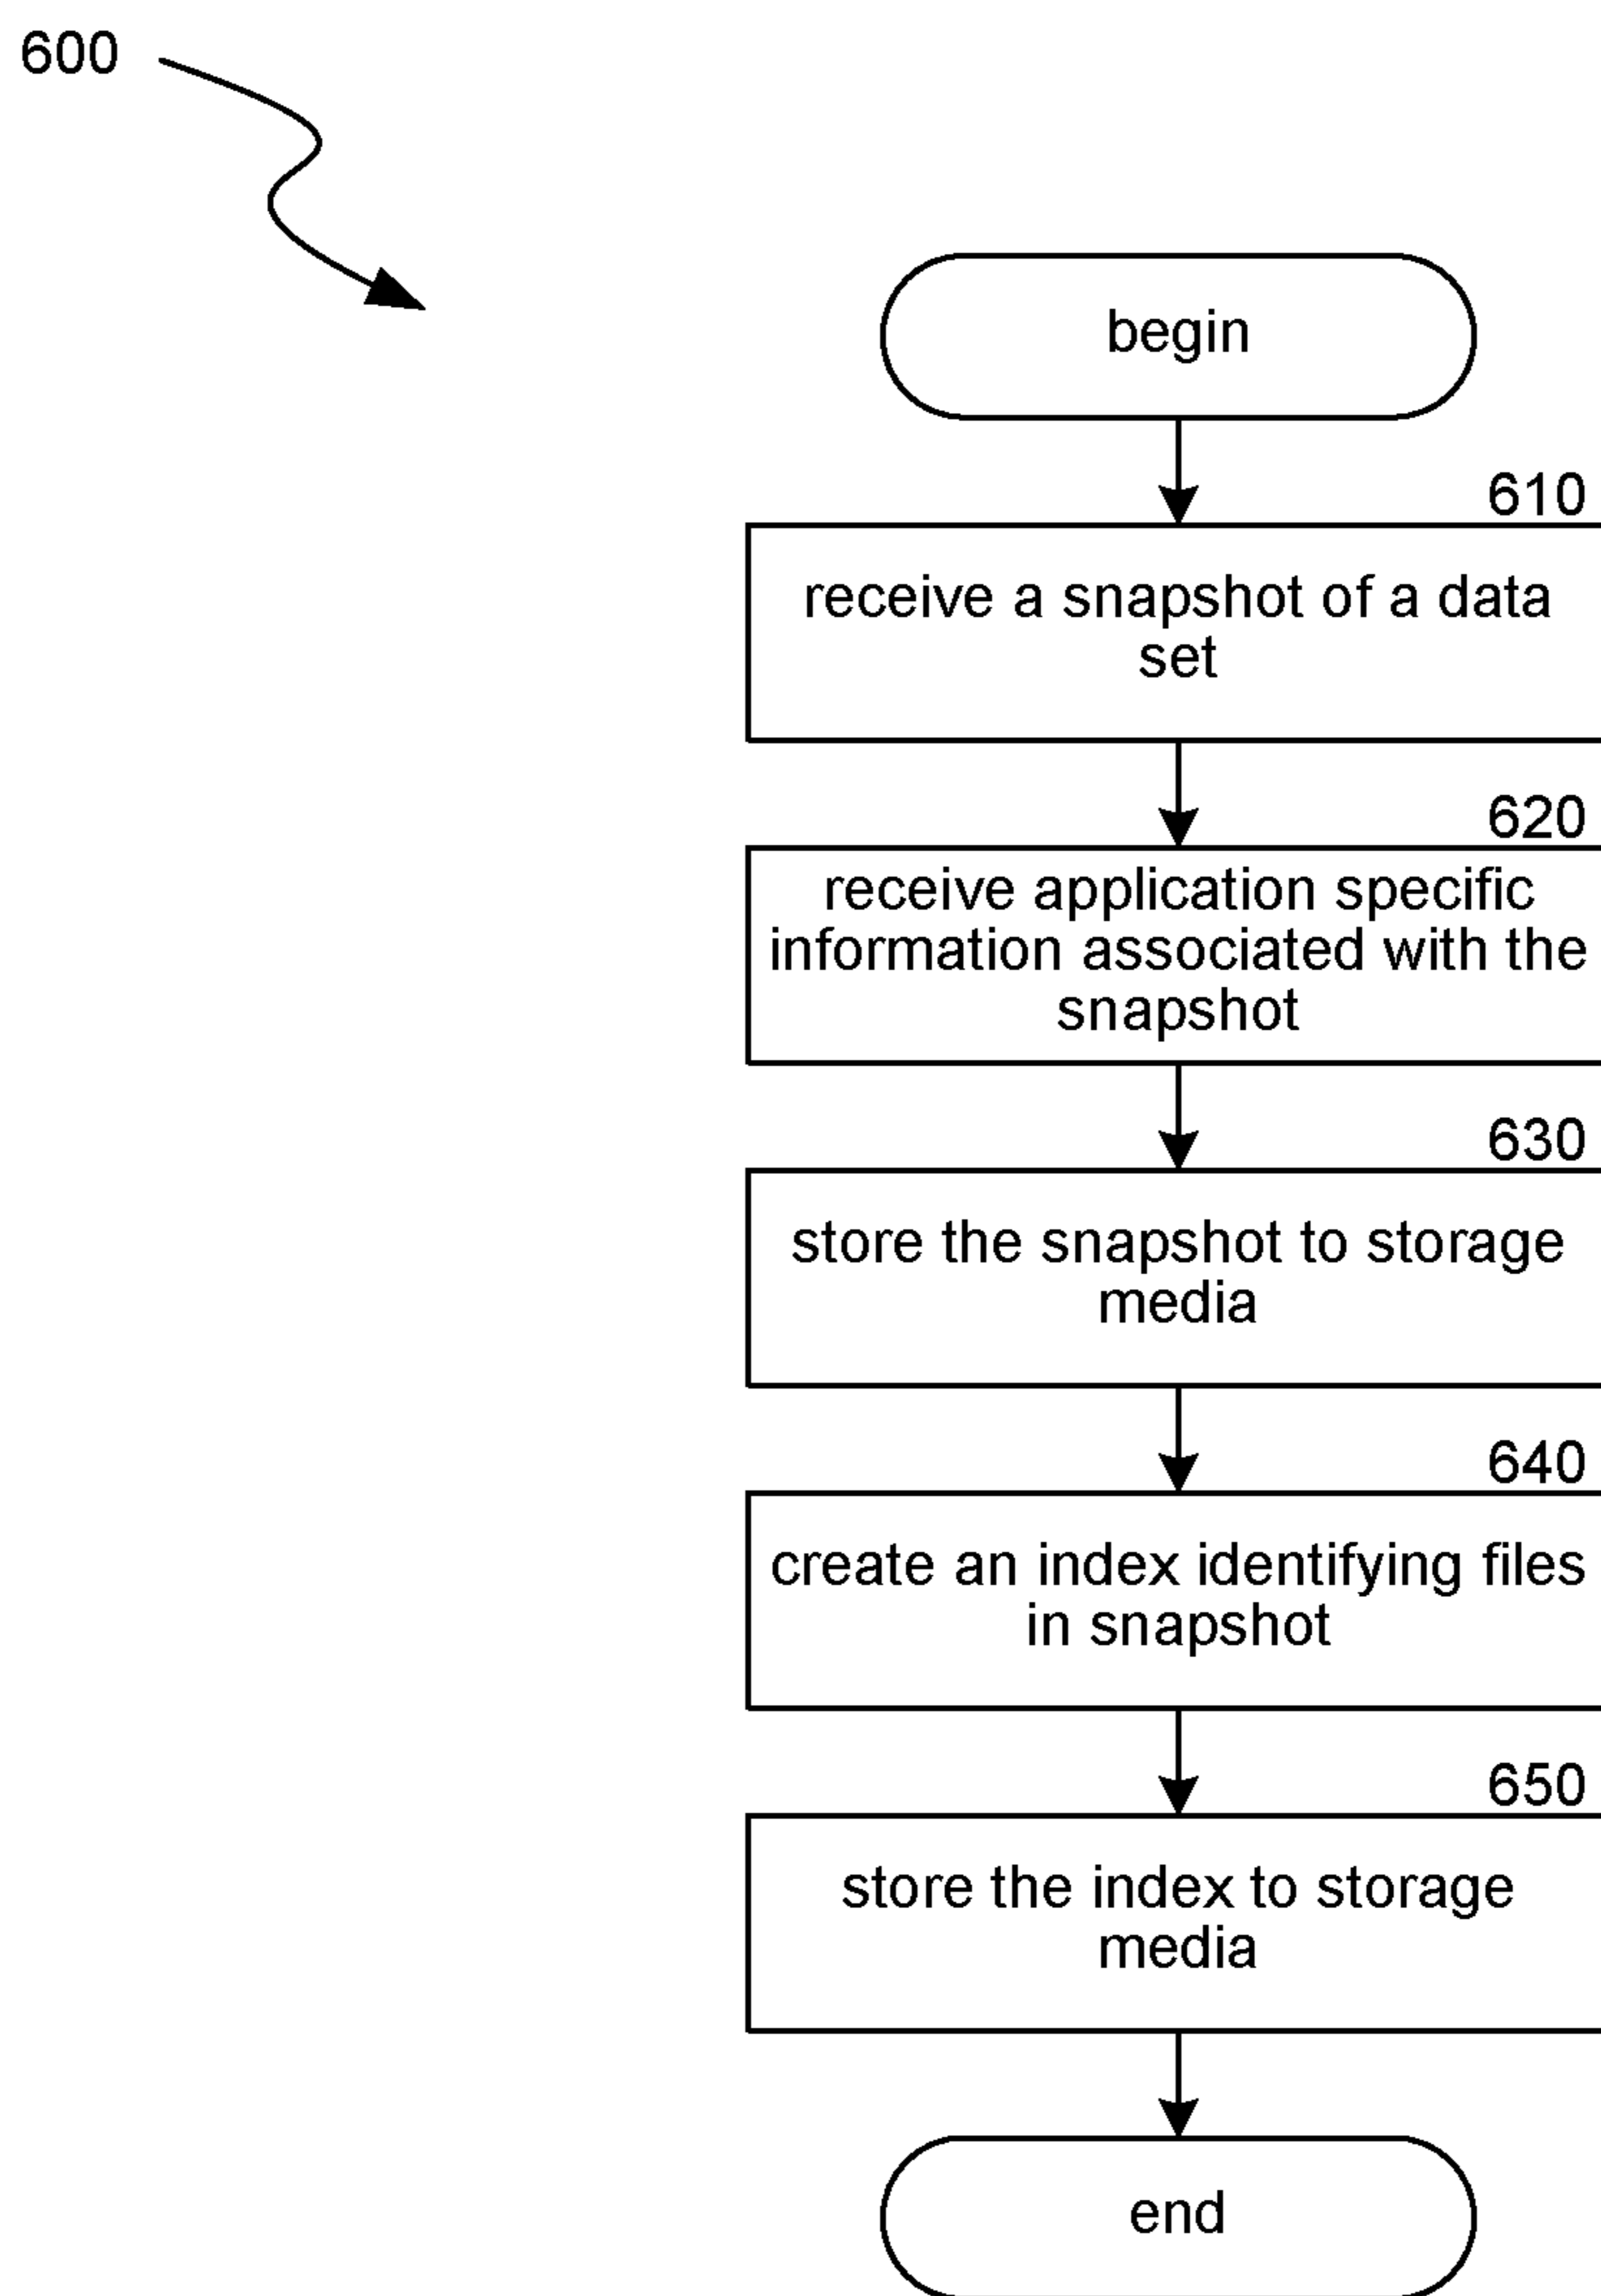 600
begin
610
receive a snapshot of a data
set
620
receive application specific
information associated with the
snapshot
630
store the snapshot to storage
media
640
create an index identifying files
in snapshot
650
store the index to storage
media
end